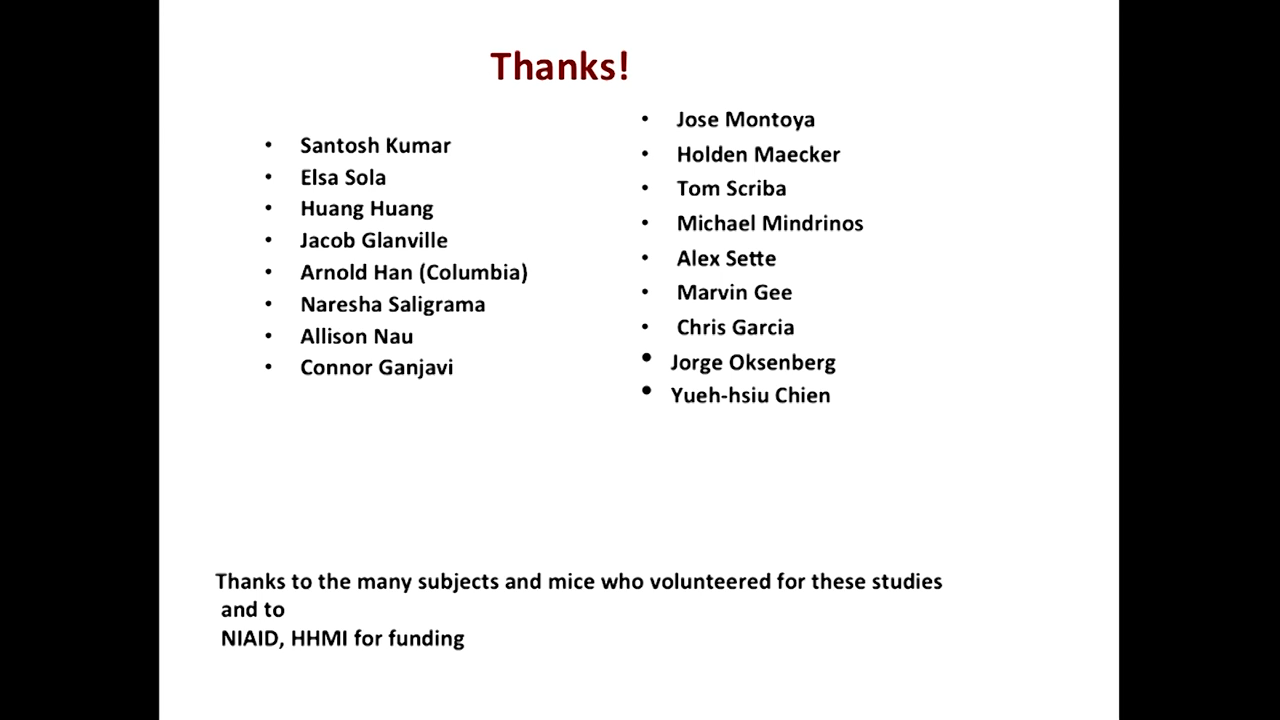 Thanks!
• Santosh Kumar
• Elsa Sola
• Huang Huang
• Jacob Glanville
• Arnold Han (Columbia)
• Naresha Saligrama
• Allison Nau
• Connor Ganjavi
• Jose Montoya
• Holden Maecker
• Tom Scriba
• Michael Mindrinos
• Alex Sette
• Marvin Gee
• Chris Garcia
• Jorge Oksenberg
• Yueh-hsiu Chien
Thanks to the many subjects and mice who volunteered for these studies
and to
NIAID, HHMI for funding